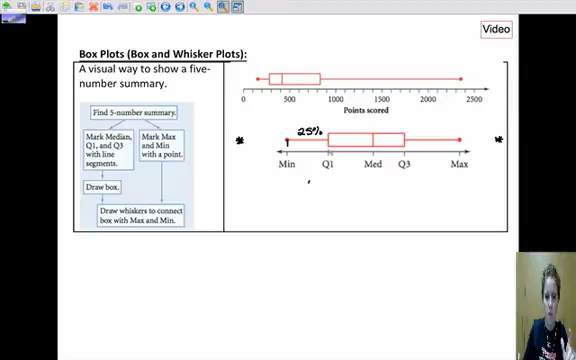 Video
Box Plots (Box and Whisker Plots):
A visual way to show a five-
number summary.
Find 5-number summary.
Mark Median,
Q1, and Q3
with line
segments.
Mark Max
and Min
with a point.
Draw box.
Draw whiskers to connect
box with Max and Min.
0 500 1000 1500 2000 2500
Points scored
25%
Min Q1 Med Q3 Max